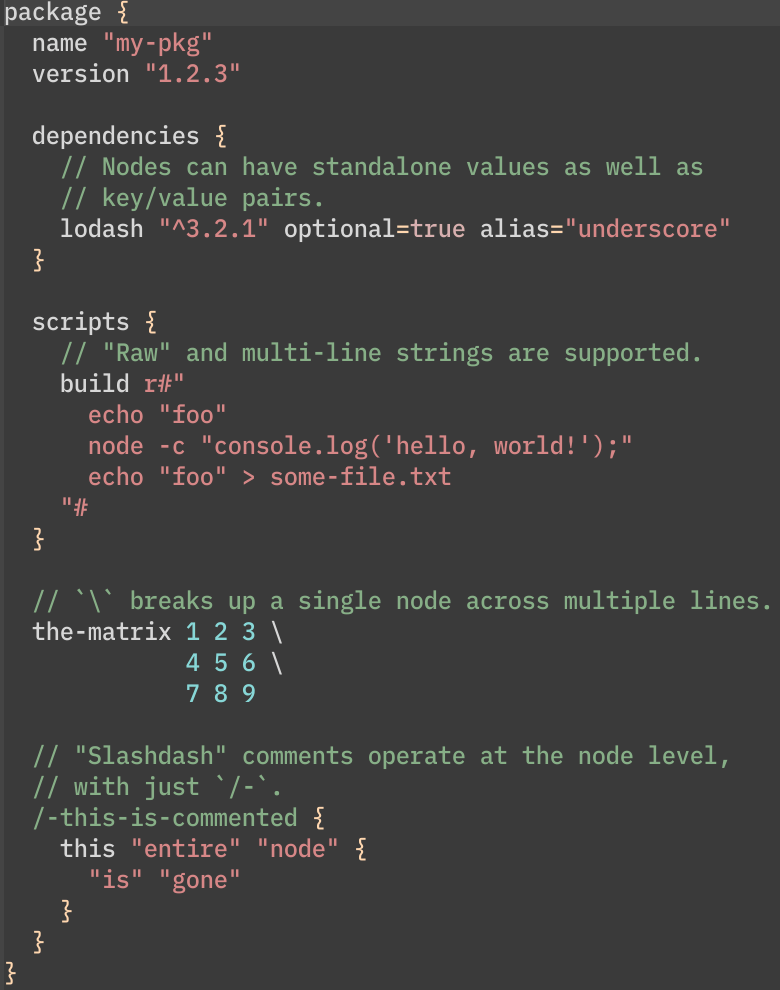 package {
  name "my-pkg"
  version "1.2.3"

  dependencies {
    // Nodes can have standalone values as well as
    // key/value pairs.
    lodash "^3.2.1" optional=true alias="underscore"
  }

  scripts {
    // "Raw" and multi-line strings are supported.
    build r#"
      echo "foo"
      node -c "console.log('hello, world!');"
      echo "foo" > some-file.txt
    "#
  }

  // `\` breaks up a single node across multiple lines.
  the-matrix 1 2 3 \
             4 5 6 \
             7 8 9

  // "Slashdash" comments operate at the node level,
  // with just `/-`.
  /-this-is-commented {
    this "entire" "node" {
      "is" "gone"
    }
  }
}